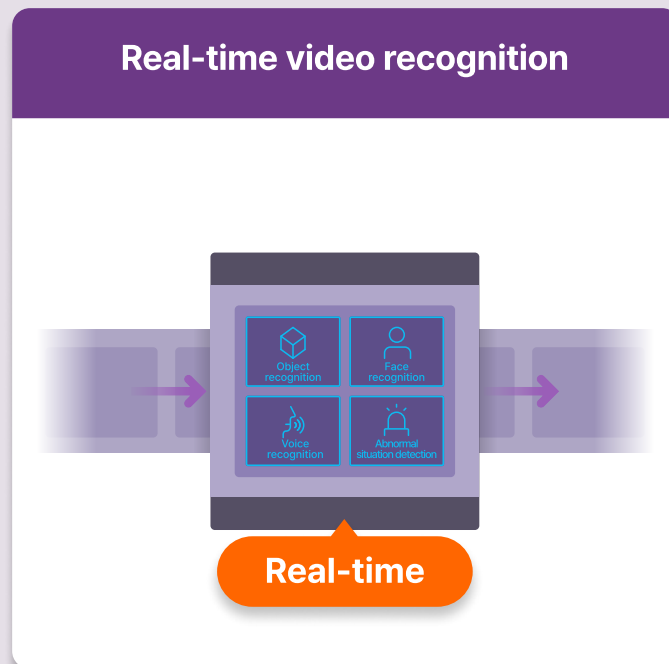 Real-time video recognition
Object
recognition
Face
recognition
Voice
recognition
Abnormal
situation detection
Real-time